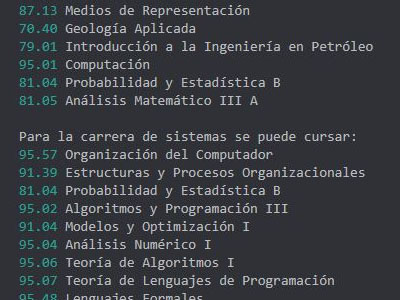 87.13 Medios de Representación
70.40 Geología Aplicada
79.01 Introducción a la Ingeniería en Petróleo
95.01 Computación
81.04 Probabilidad y Estadística B
81.05 Análisis Matemático III A
Para la carrera de sistemas se puede cursar:
95.57 Organización del Computador
91.39 Estructuras y Procesos Organizacionales
81.04 Probabilidad y Estadística B
95.02 Algoritmos y Programación III
91.04 Modelos y Optimización I
95.04 Análisis Numérico I
95.06 Teoría de Algoritmos I
95.07 Teoría de Lenguajes de Programación
95.48 Lenguajes Formales